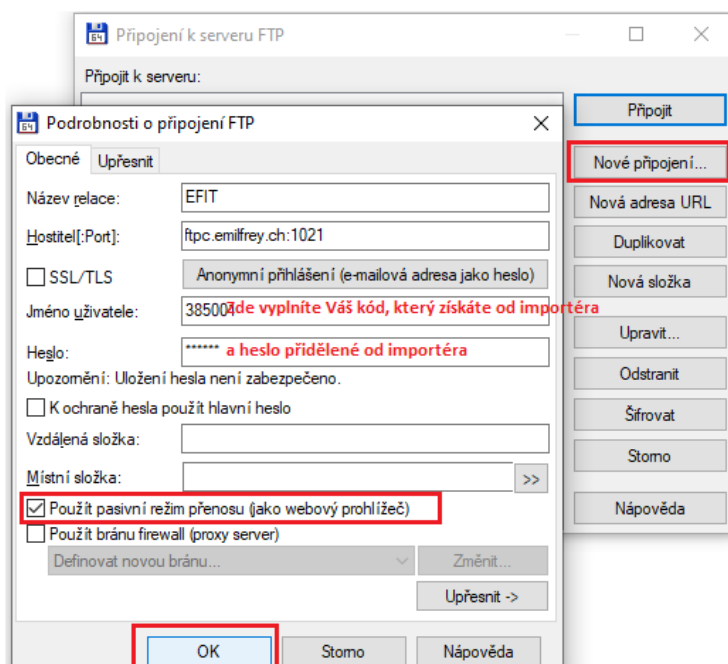 Připojení k serveru FTP
Připojit k serveru:
Připojit
Nové připojení...
Nová adresa URL
Duplikovat
Nová složka
Upravit...
Odstranit
Šifrovat
Storno
Nápověda
Podrobnosti o připojení FTP
Obecné
Upřesnit
Název relace:
EFIT
Hostitel[:Port]:
ftpc.emilfrey.ch:1021
SSL/TLS
Anonymní přihlášení (e-mailová adresa jako heslo)
Jméno uživatele:
385004
Zde vyplníte Váš kód, který získáte od importéra
Heslo:
******
a heslo přidělené od importéra
Upozornění: Uložení hesla není zabezpečeno.
K ochraně hesla použít hlavní heslo
Vzdálená složka:
Místní složka:
>>
Použít pasivní režim přenosu (jako webový prohlížeč)
Použít bránu firewall (proxy server)
Definovat novou bránu...
Změnit...
Upřesnit ->
OK
Storno
Nápověda